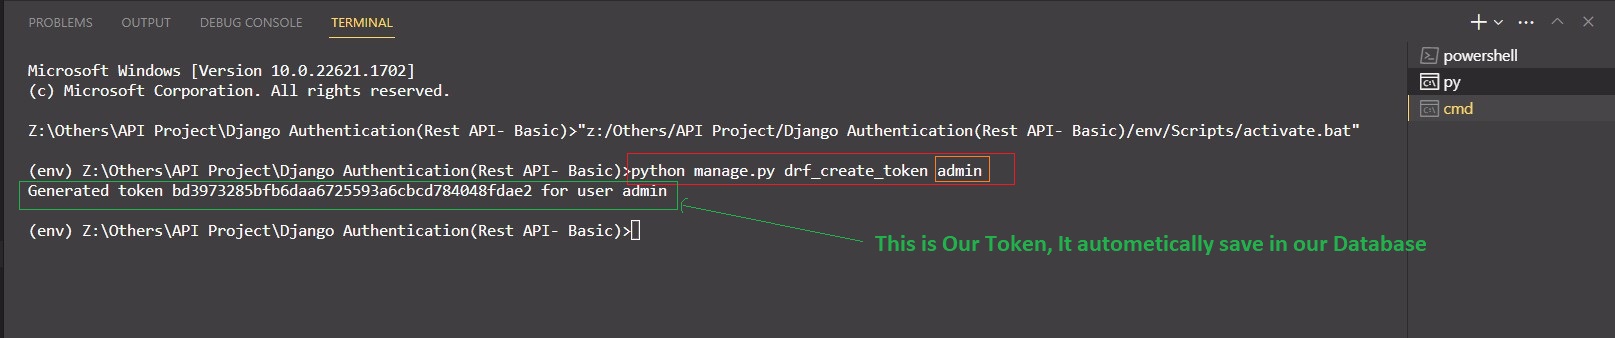 PROBLEMS OUTPUT DEBUG CONSOLE TERMINAL
Microsoft Windows [Version 10.0.22621.1702]
(c) Microsoft Corporation. All rights reserved.
Z:\Others\API Project\Django Authentication(Rest API- Basic)>"z:/Others/API Project/Django Authentication(Rest API- Basic)/env/Scripts/activate.bat"
(env) Z:\Others\API Project\Django Authentication(Rest API- Basic)>python manage.py drf_create_token admin
Generated token bd3973285bfb6daa6725593a6cbcd784048fdae2 for user admin
(env) Z:\Others\API Project\Django Authentication(Rest API- Basic)>
This is Our Token, It autometically save in our Database
powershell
py
cmd